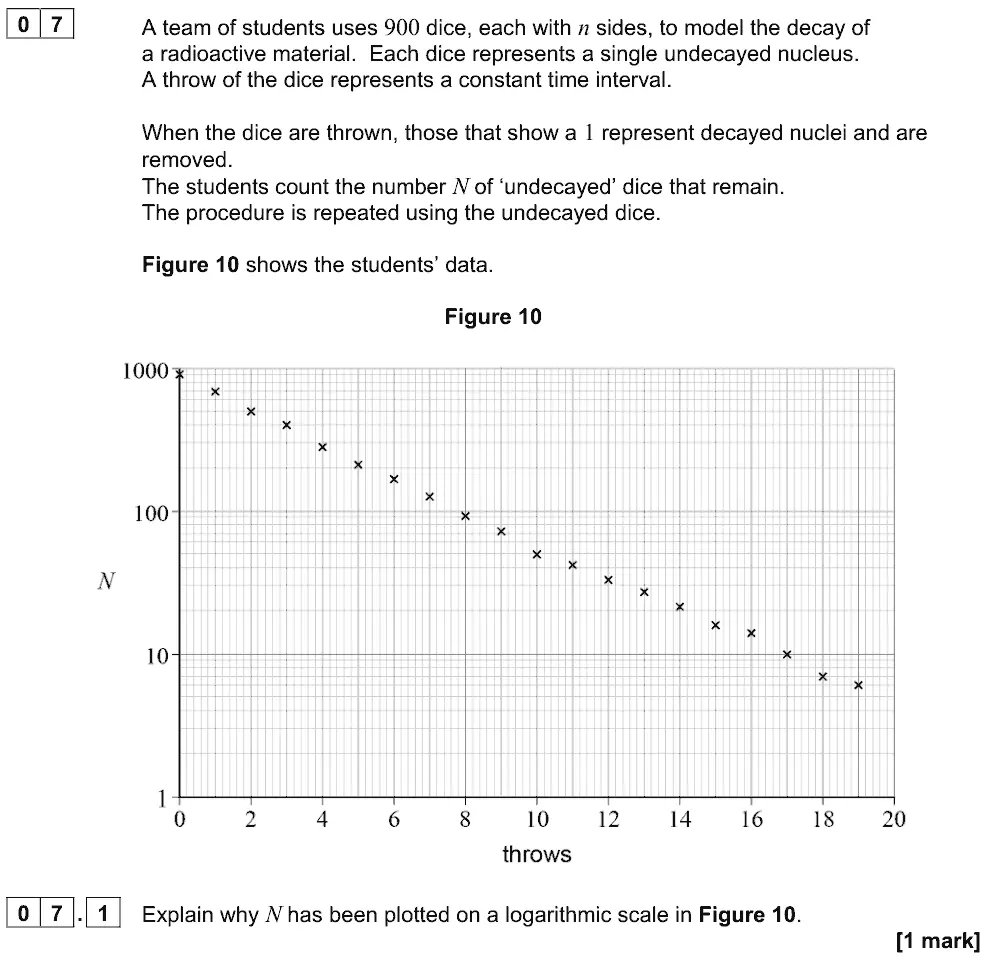 0 7 A team of students uses 900 dice, each with n sides, to model the decay of
a radioactive material. Each dice represents a single undecayed nucleus.
A throw of the dice represents a constant time interval.
When the dice are thrown, those that show a 1 represent decayed nuclei and are
removed.
The students count the number N of ‘undecayed’ dice that remain.
The procedure is repeated using the undecayed dice.
Figure 10 shows the students’ data.
Figure 10
1000
100
N
10
1
0 2 4 6 8 10 12 14 16 18 20
throws
0 7 . 1 Explain why N has been plotted on a logarithmic scale in Figure 10.
[1 mark]